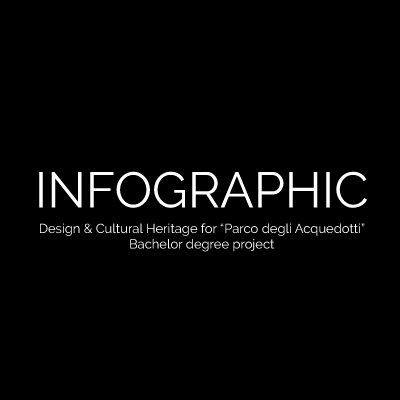 INFOGRAPHIC
Design & Cultural Heritage for “Parco degli Acquedotti”
Bachelor degree project